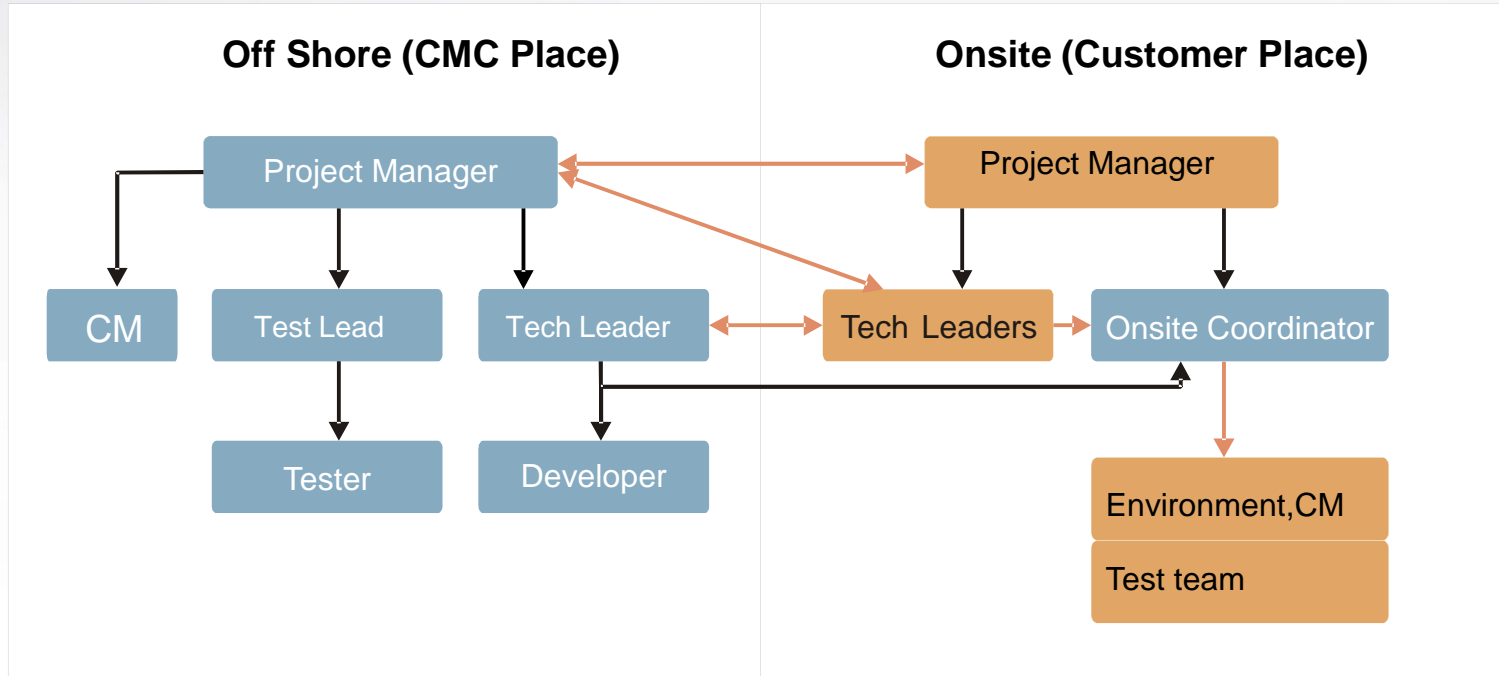 Off Shore (CMC Place)
Onsite (Customer Place)
Project Manager
Project Manager
CM
Test Lead
Tech Leader
Tech Leaders
Onsite Coordinator
Tester
Developer
Environment,CM
Test team